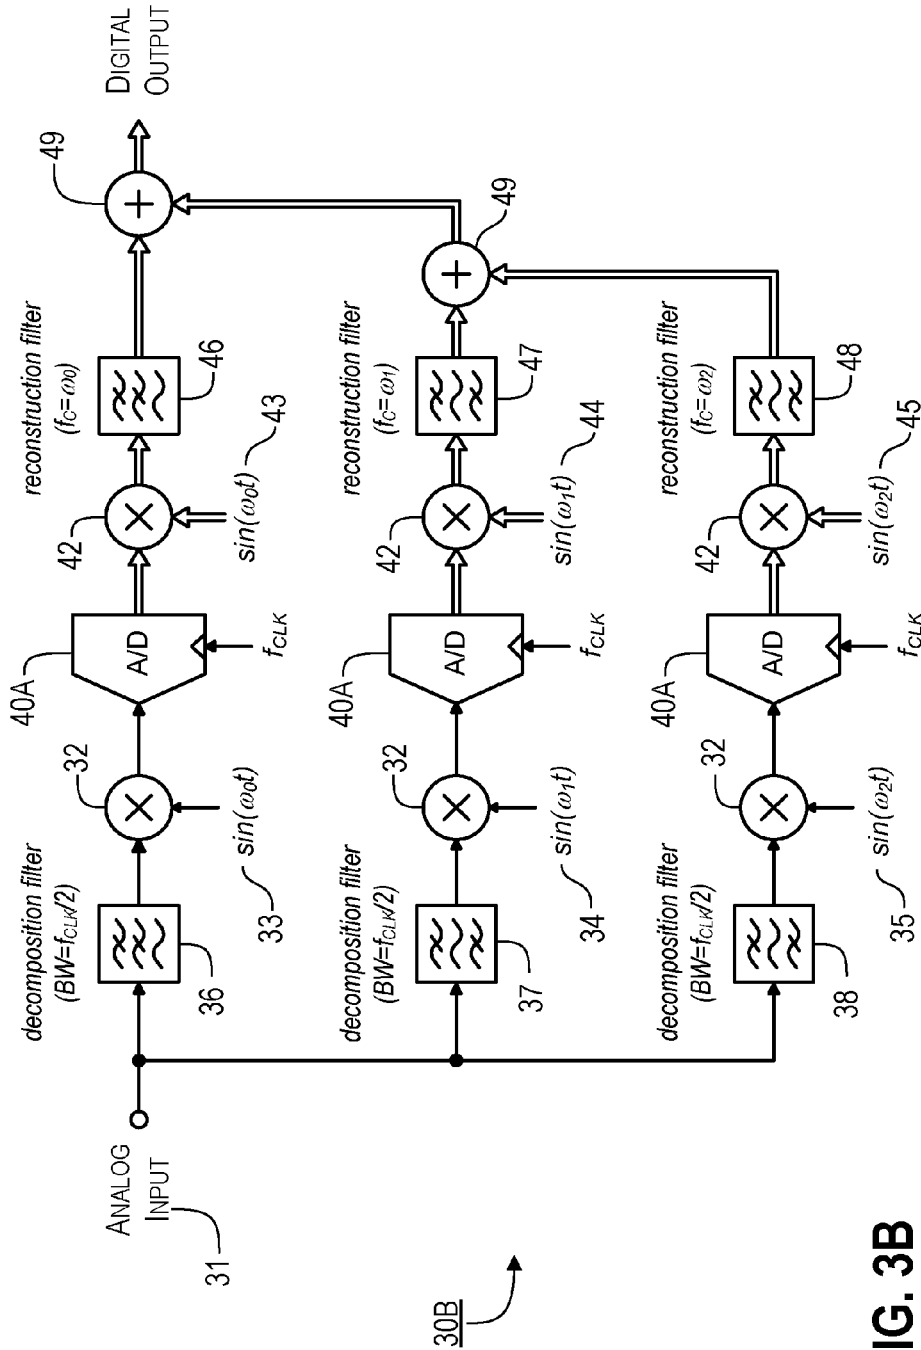 ANALOG
INPUT
31
decomposition filter
(BW=fCLK/2)
36
32
sin(ω0t)
33
40A
A/D
fCLK
42
sin(ω0t)
43
reconstruction filter
(fC=ω0)
46
49
+
DIGITAL
OUTPUT
decomposition filter
(BW=fCLK/2)
37
32
sin(ω1t)
34
40A
A/D
fCLK
42
sin(ω1t)
44
reconstruction filter
(fC=ω1)
47
49
+
decomposition filter
(BW=fCLK/2)
38
32
sin(ω2t)
35
40A
A/D
fCLK
42
sin(ω2t)
45
reconstruction filter
(fC=ω2)
48
30B
IG. 3B